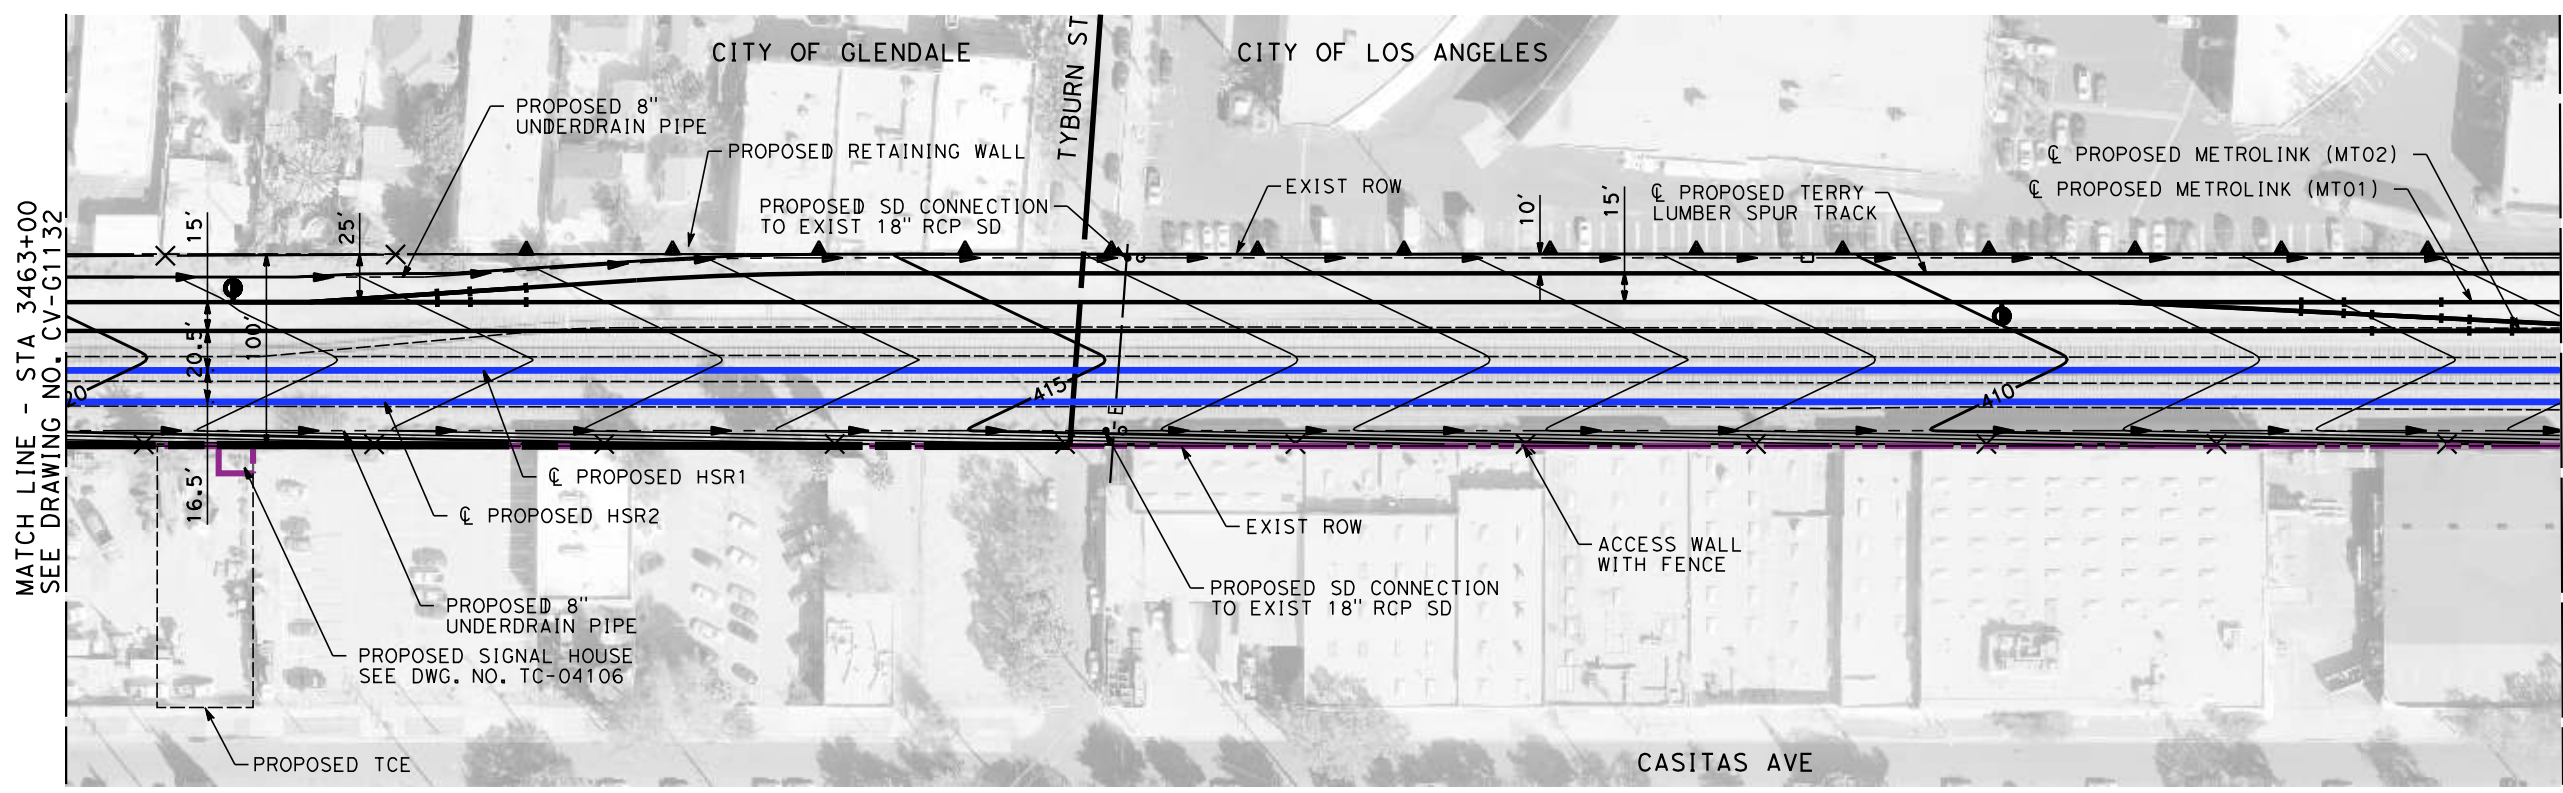 CITY OF GLENDALE
CITY OF LOS ANGELES
TYBURN ST
PROPOSED 8"
UNDERDRAIN PIPE
PROPOSED RETAINING WALL
PROPOSED SD CONNECTION
TO EXIST 18" RCP SD
EXIST ROW
℄ PROPOSED TERRY
LUMBER SPUR TRACK
℄ PROPOSED METROLINK (MT02)
℄ PROPOSED METROLINK (MT01)
MATCH LINE - STA 3463+00
SEE DRAWING NO. CV-G1132
15'
25'
10'
15'
20.5'
100'
16.5'
20
415
410
E
℄ PROPOSED HSR1
℄ PROPOSED HSR2
EXIST ROW
ACCESS WALL
WITH FENCE
PROPOSED SD CONNECTION
TO EXIST 18" RCP SD
PROPOSED 8"
UNDERDRAIN PIPE
PROPOSED SIGNAL HOUSE
SEE DWG. NO. TC-04106
PROPOSED TCE
CASITAS AVE